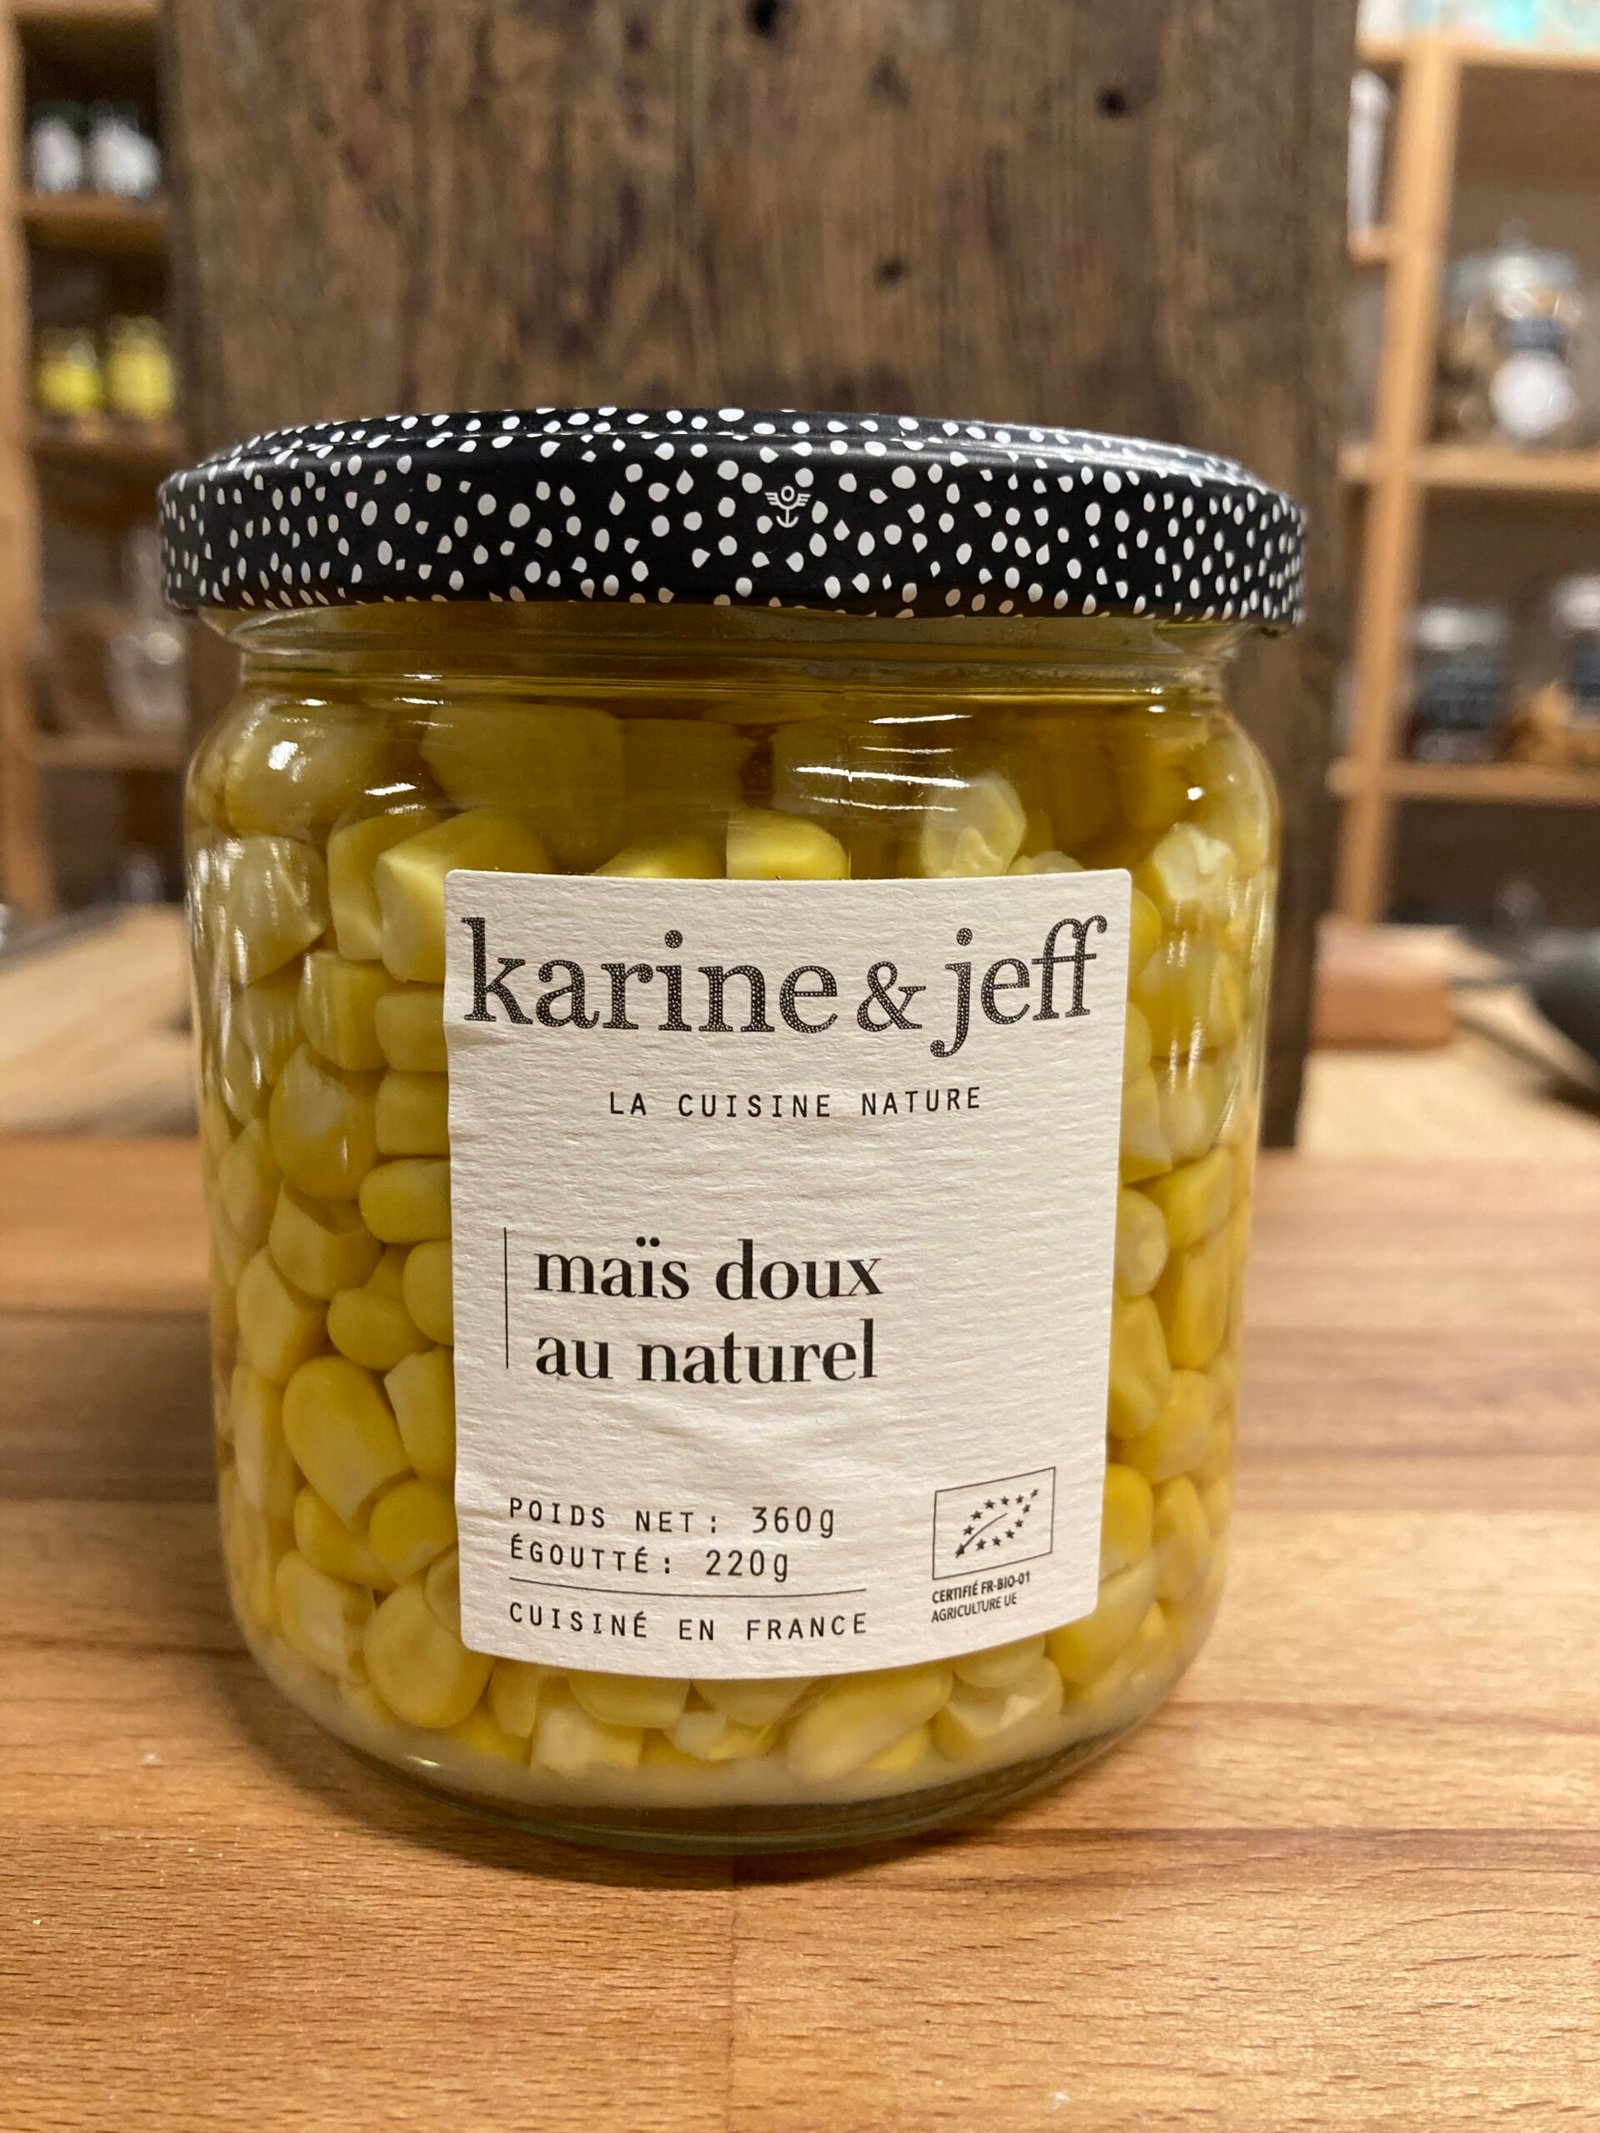 karine & jeff
LA CUISINE NATURE
maïs doux
au naturel
POIDS NET: 360g
ÉGOUTTÉ: 220g
CUISINÉ EN FRANCE
CERTIFIÉ FR-BIO-01
AGRICULTURE UE